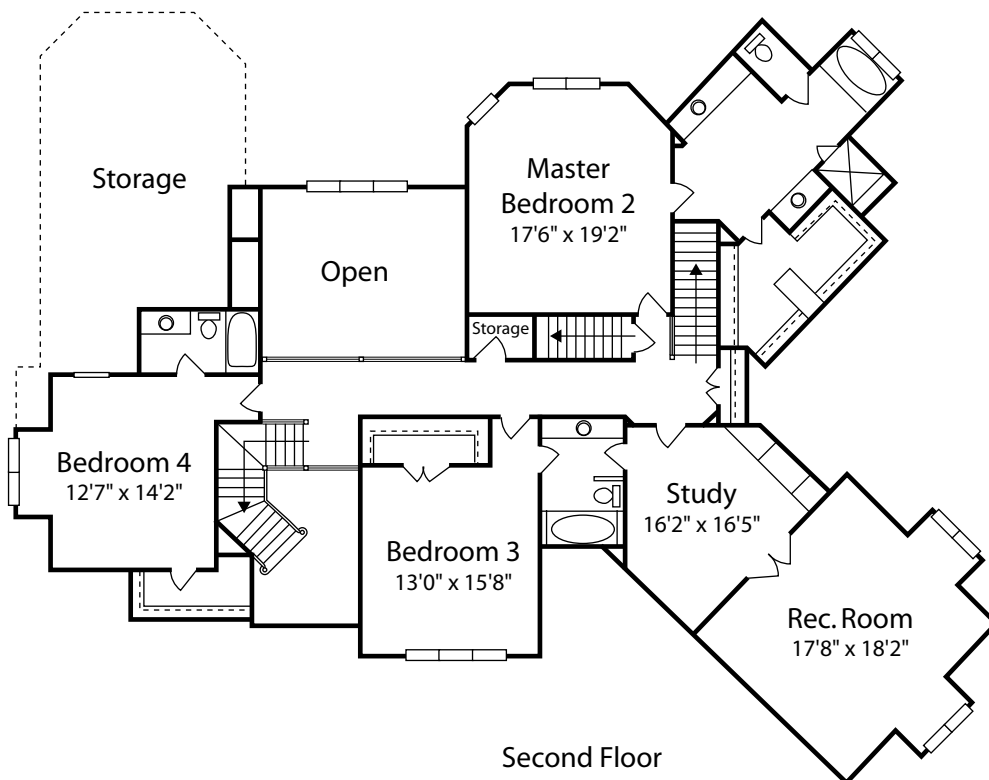 Storage
Master
Bedroom 2
17'6" x 19'2"
Open
Storage
Bedroom 4
12'7" x 14'2"
Study
16'2" x 16'5"
Bedroom 3
13'0" x 15'8"
Rec. Room
17'8" x 18'2"
Second Floor